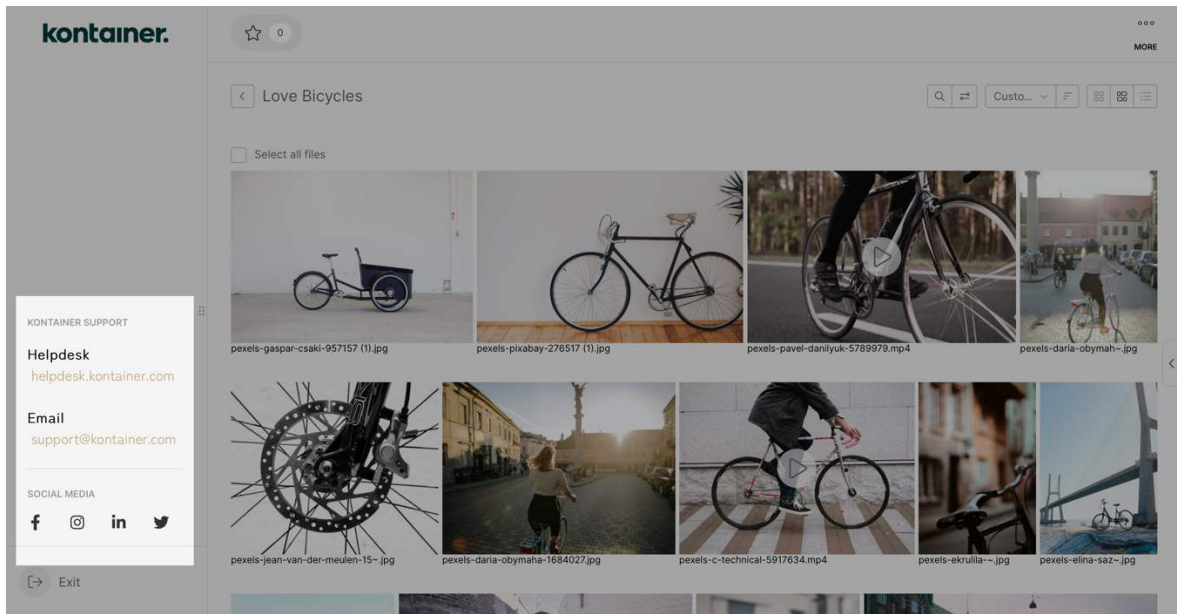 kontaıner.
0
MORE
Love Bicycles
Custo...
Select all files
pexels-gaspar-csaki-957157 (1).jpg
pexels-pixabay-276517 (1).jpg
pexels-pavel-danilyuk-5789979.mp4
pexels-daria-obymah~.jpg
KONTAINER SUPPORT
Helpdesk
helpdesk.kontainer.com
Email
support@kontainer.com
SOCIAL MEDIA
f
in
pexels-jean-van-der-meulen-15~.jpg
pexels-daria-obymaha-1684027.jpg
pexels-c-technical-5917634.mp4
pexels-ekrulila-~.jpg
pexels-elina-saz~.jpg
Exit